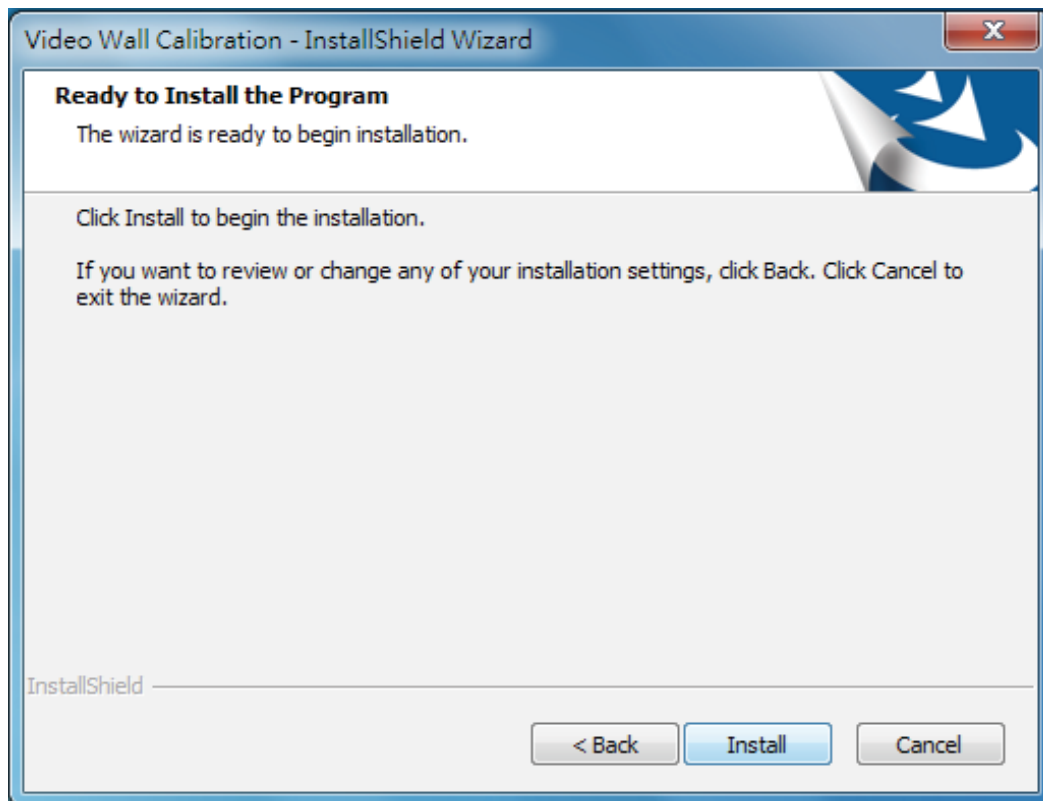 Video Wall Calibration - InstallShield Wizard
X
Ready to Install the Program
The wizard is ready to begin installation.
Click Install to begin the installation.
If you want to review or change any of your installation settings, click Back. Click Cancel to
exit the wizard.
InstallShield
< Back Install Cancel